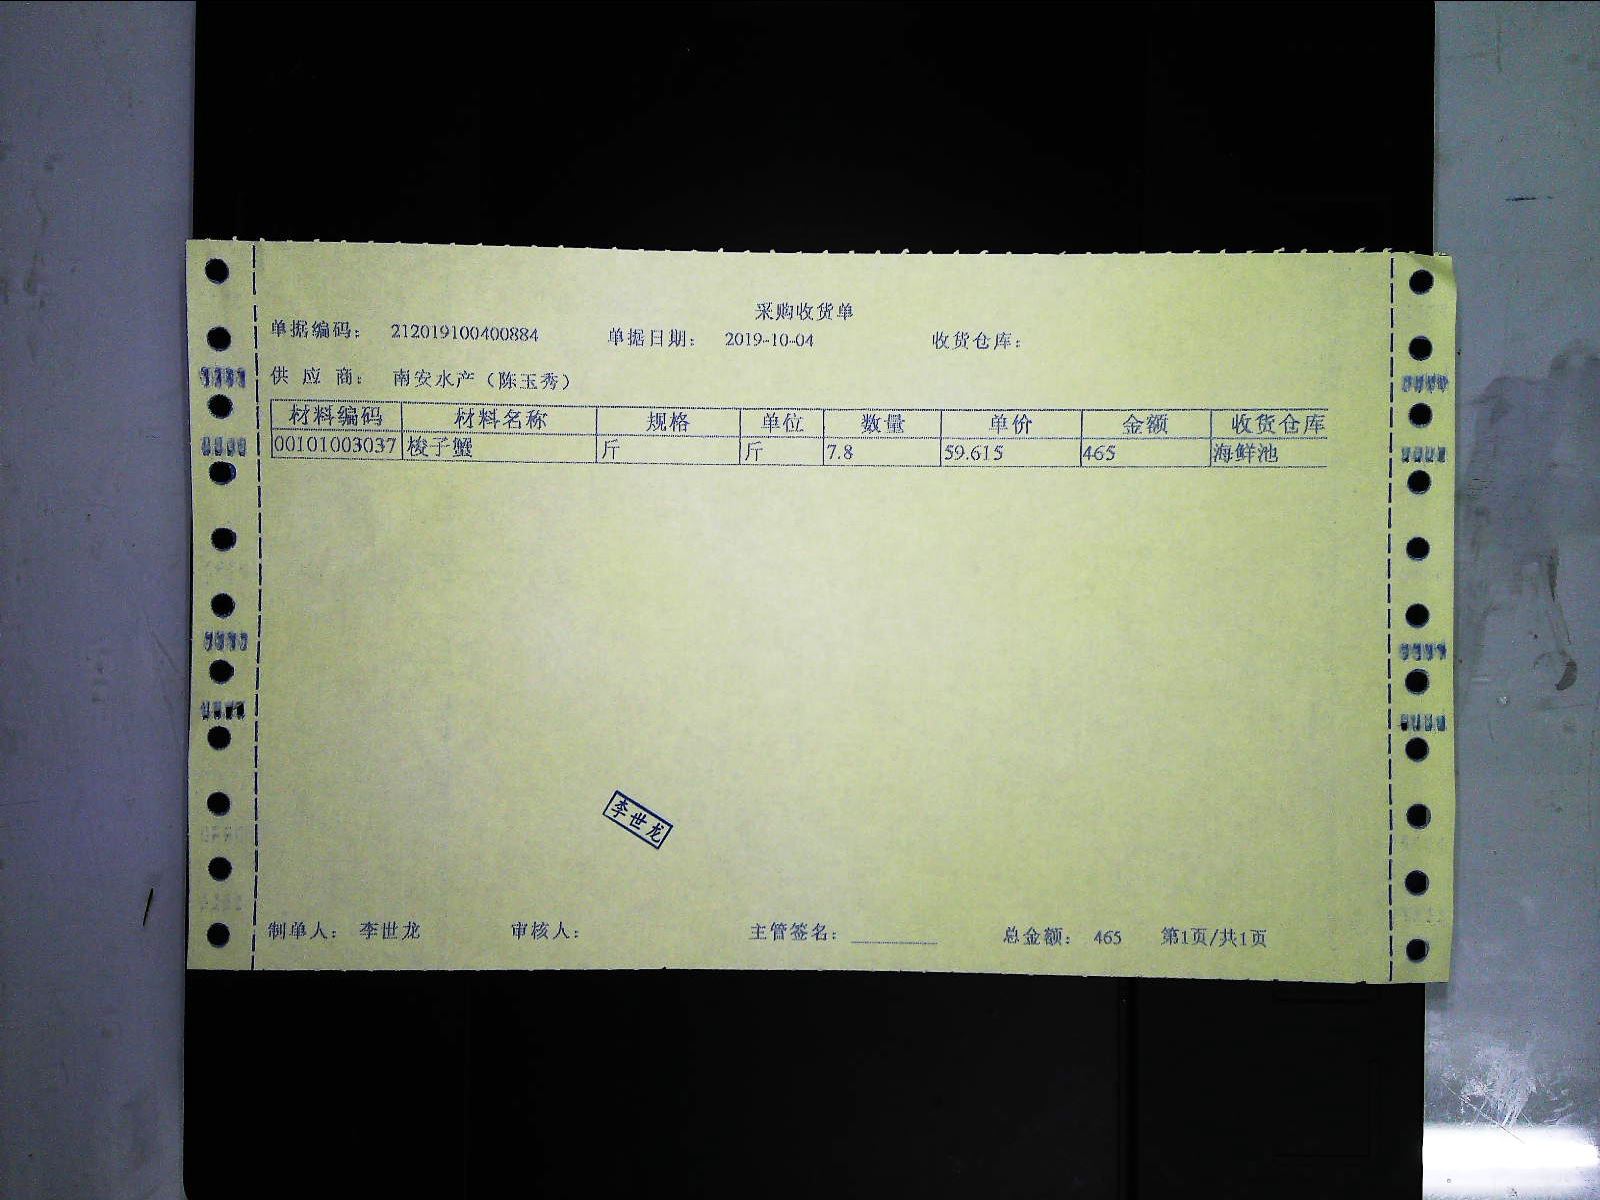 采购收货单
单据编码： 212019100400884 单据日期： 2019-10-04 收货仓库：
供 应 商： 南安水产（陈玉秀）
材料编码 材料名称 规格 单位 数量 单价 金额 收货仓库
00101003037 梭子蟹 斤 斤 7.8 59.615 465 海鲜池
李世龙
制单人： 李世龙 审核人： 主管签名： 总金额： 465 第1页/共1页